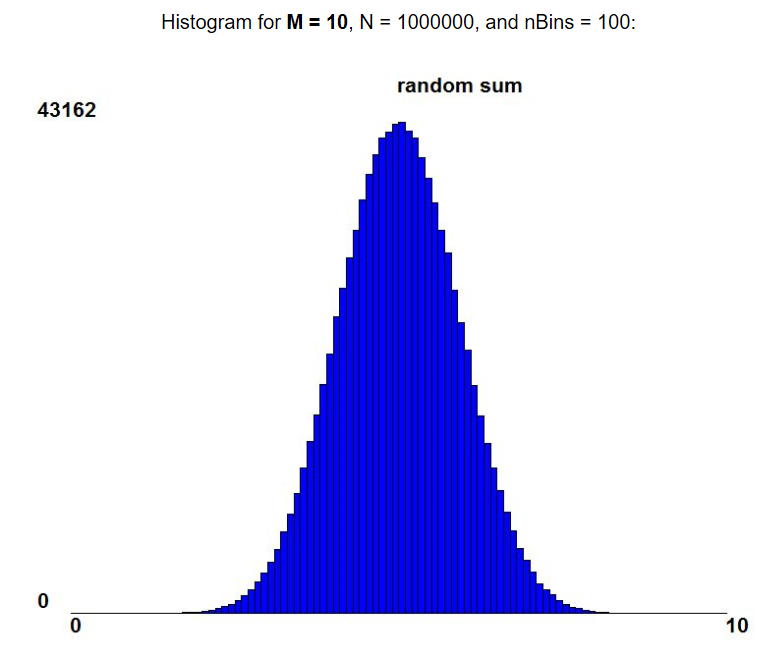 Histogram for M = 10, N = 1000000, and nBins = 100:
random sum
43162
0
0
10